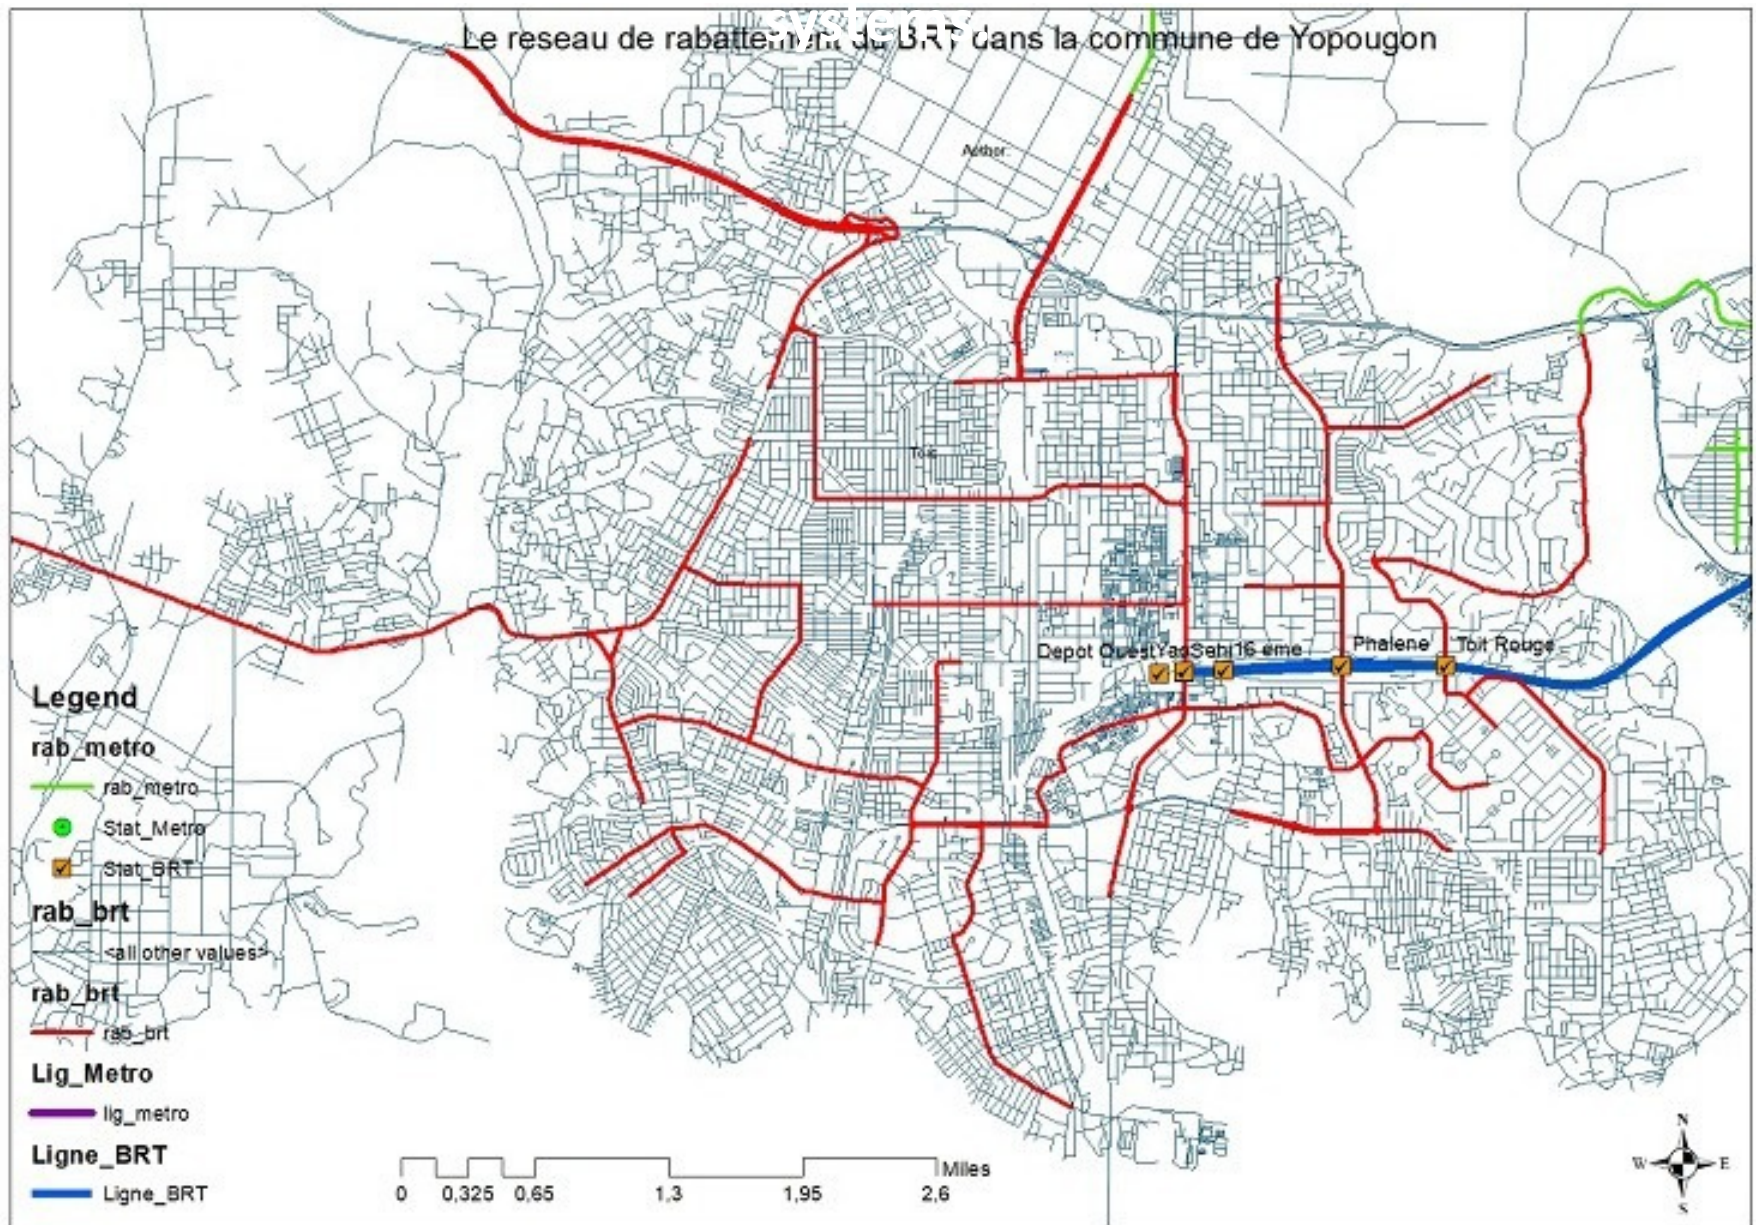 systems.
Le reseau de rabattement du BRT dans la commune de Yopougon
Depot Ouest
Yao
Sehi
16 eme
Phalene
Toit Rouge
Legend
rab_metro
rab_metro
Stat_Metro
Stat_BRT
rab_brt
<all other values>
rab_brt
rab_brt
Lig_Metro
lig_metro
Ligne_BRT
Ligne_BRT
Miles
0 0,325 0,65 1,3 1,95 2,6
N
W E
S